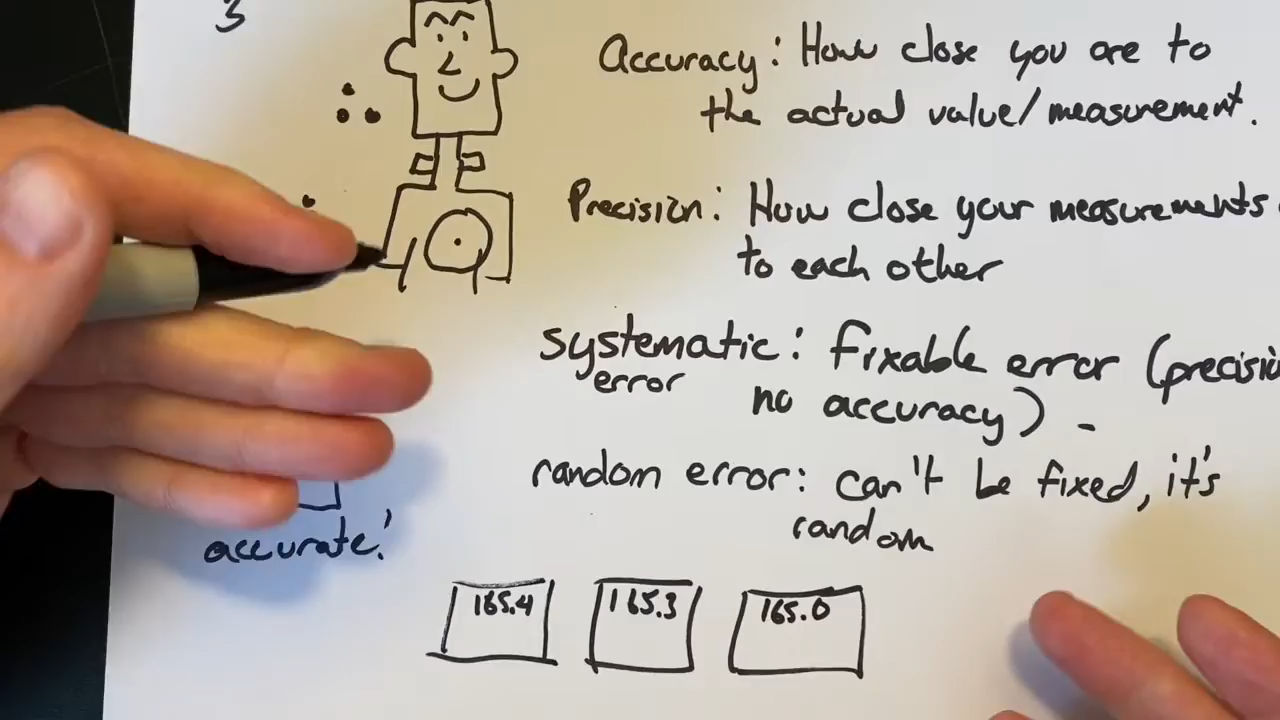 3
Accuracy: How close you are to
the actual value/measurement.
Precision: How close your measurements
to each other
systematic: fixable error (precisio
error no accuracy)
random error: can't be fixed, it's
random
accurate!
165.4 165.3 165.0